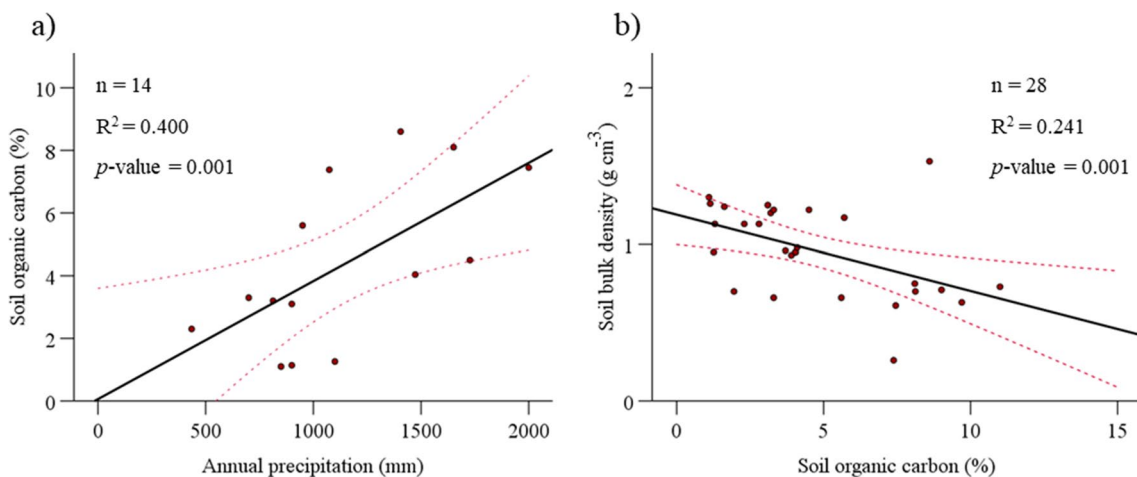 a)
n = 14
R² = 0.400
p-value = 0.001
Soil organic carbon (%)
10
8
6
4
2
0
0 500 1000 1500 2000
Annual precipitation (mm)
b)
n = 28
R² = 0.241
p-value = 0.001
Soil bulk density (g cm⁻³)
2
1
0
0 5 10 15
Soil organic carbon (%)